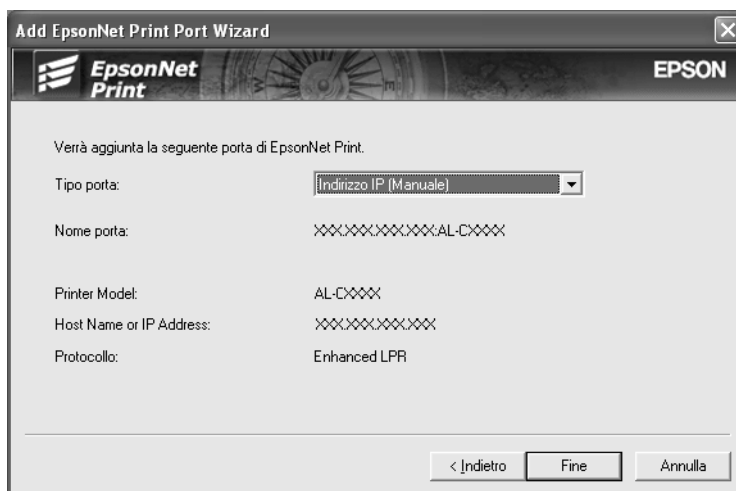 Add EpsonNet Print Port Wizard
EpsonNet
Print
EPSON
Verrà aggiunta la seguente porta di EpsonNet Print.
Tipo porta: Indirizzo IP (Manuale)
Nome porta: XXX.XXX.XXX.XXX:AL-CXXXX
Printer Model: AL-CXXXX
Host Name or IP Address: XXX.XXX.XXX.XXX
Protocollo: Enhanced LPR
< Indietro Fine Annulla